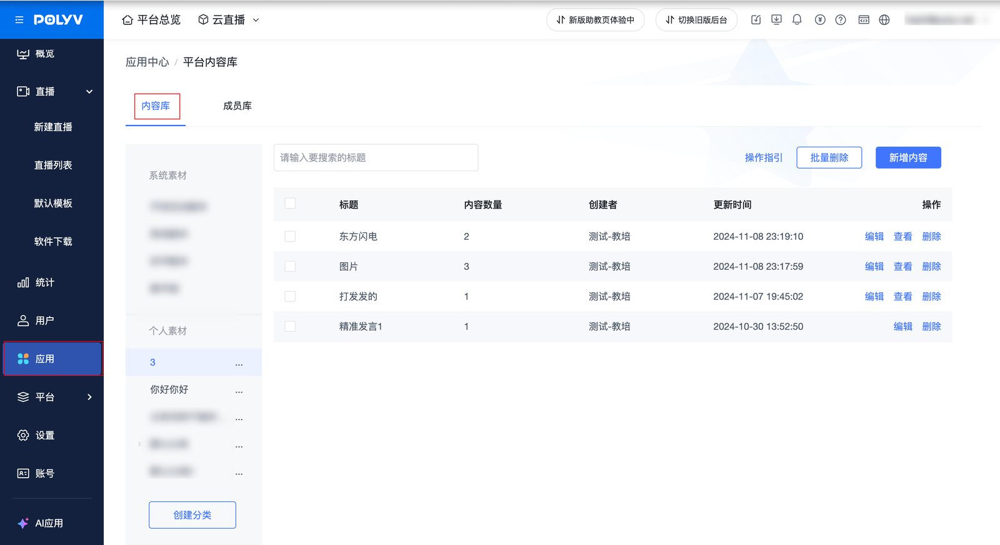 POLYV
平台总览 云直播 新版助教页体验中 切换旧版后台
概览
直播
新建直播
直播列表
默认模板
软件下载
统计
用户
应用
平台
设置
账号
AI应用
应用中心 / 平台内容库
内容库 成员库
系统素材
个人素材
3 ...
你好你好 ...
...
...
...
创建分类
请输入要搜索的标题 操作指引 批量删除 新增内容
标题 内容数量 创建者 更新时间 操作
东方闪电 2 测试-教培 2024-11-08 23:19:10 编辑 查看 删除
图片 3 测试-教培 2024-11-08 23:17:59 编辑 查看 删除
打发发的 1 测试-教培 2024-11-07 19:45:02 编辑 查看 删除
精准发言1 1 测试-教培 2024-10-30 13:52:50 编辑 删除